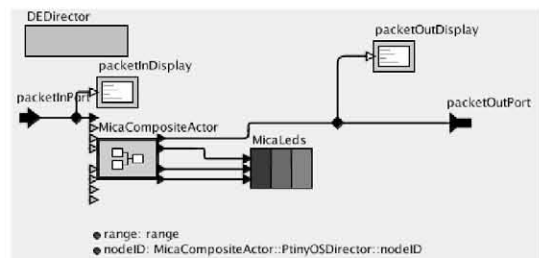 DEDirector
packetOutDisplay
packetInDisplay
packetInPort
packetOutPort
MicaCompositeActor
MicaLeds
range: range
nodeID: MicaCompositeActor::PtinyOSDirector::nodeID